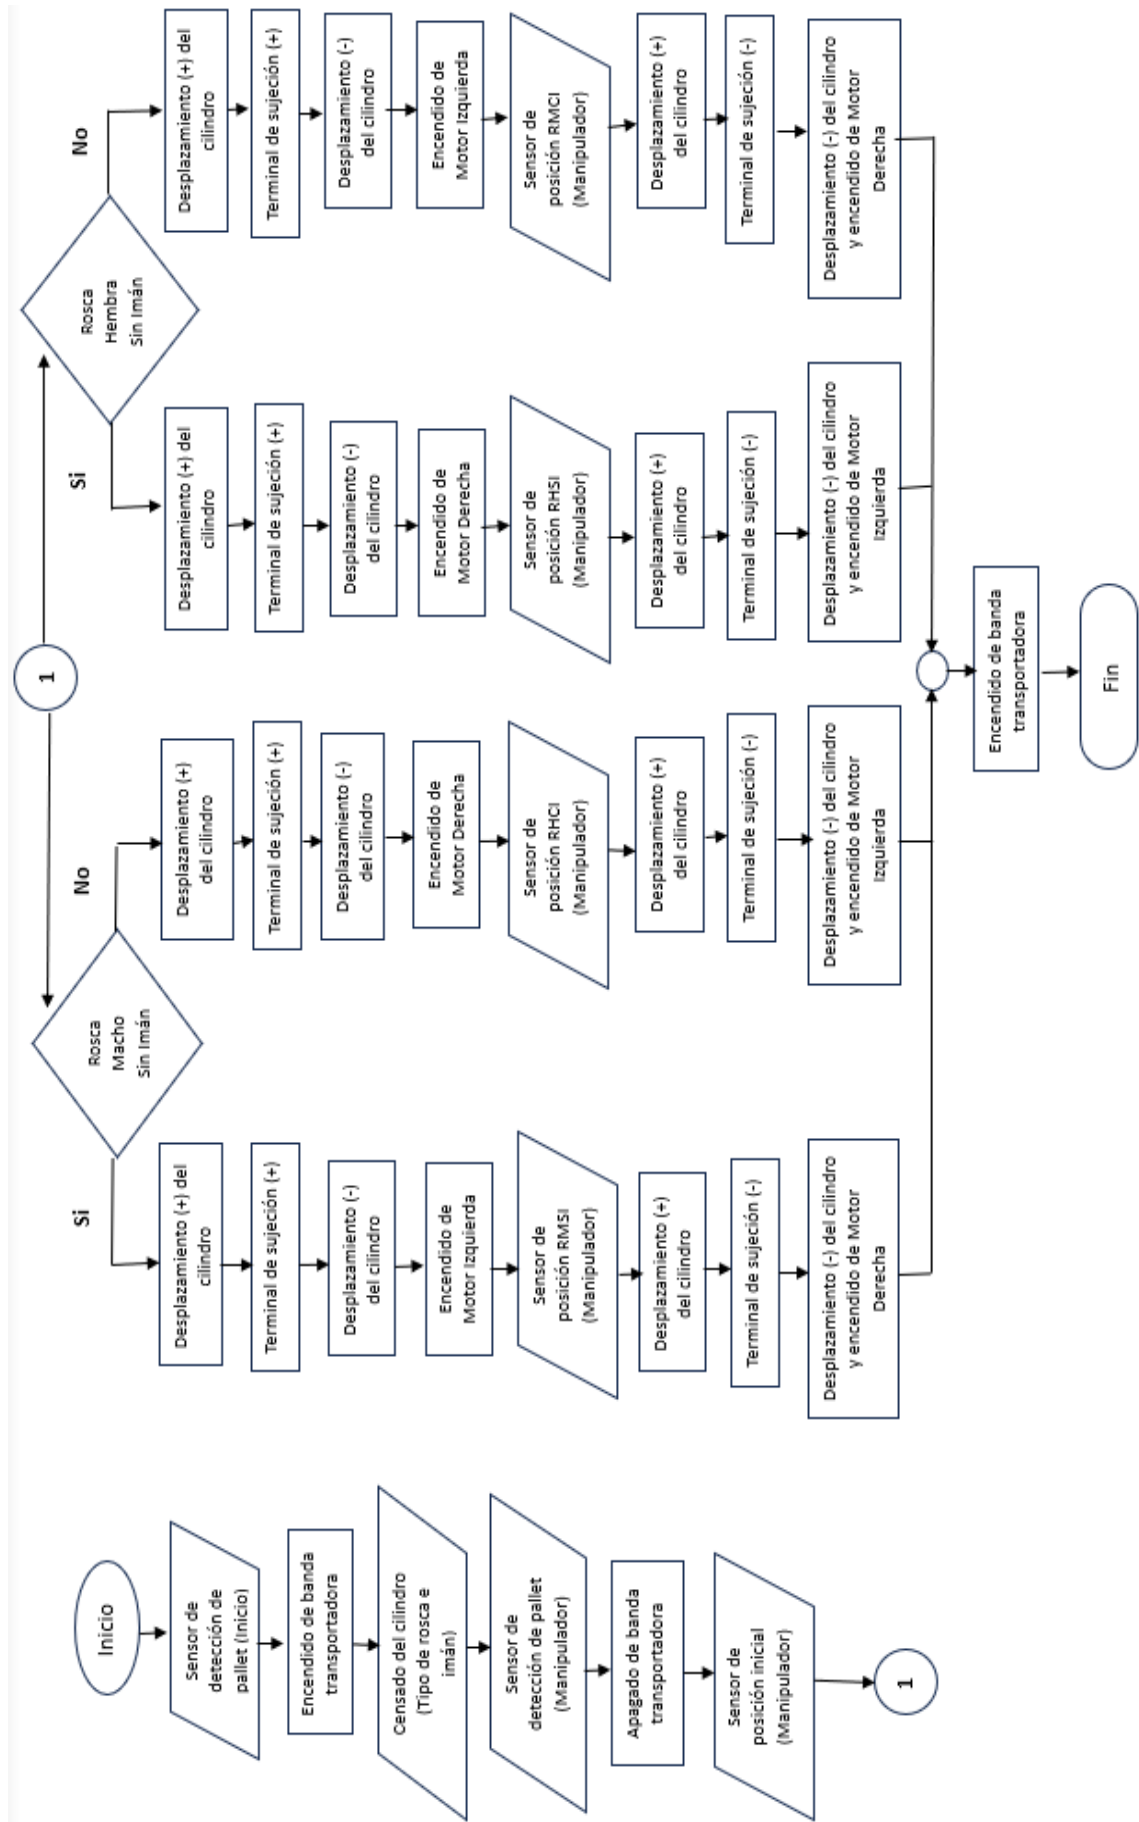 Inicio
Sensor de
detección de
pallet (Inicio)
Encendido de banda
transportadora
Censado del cilindro
(Tipo de rosca e
imán)
Sensor de
detección de pallet
(Manipulador)
Apagado de banda
transportadora
Sensor de
posición inicial
(Manipulador)
1
1
Rosca
Macho
Sin Imán
Si
No
Desplazamiento (+) del
cilindro
Terminal de sujeción (+)
Desplazamiento (-)
del cilindro
Encendido de
Motor Izquierda
Sensor de
posición RMSI
(Manipulador)
Desplazamiento (+)
del cilindro
Terminal de sujeción (-)
Desplazamiento (-) del cilindro
y encendido de Motor
Derecha
Desplazamiento (+)
del cilindro
Terminal de sujeción (+)
Desplazamiento (-)
del cilindro
Encendido de
Motor Derecha
Sensor de
posición RHCI
(Manipulador)
Desplazamiento (+)
del cilindro
Terminal de sujeción (-)
Desplazamiento (-) del cilindro
y encendido de Motor
Izquierda
Rosca
Hembra
Sin Imán
Si
No
Desplazamiento (+) del
cilindro
Terminal de sujeción (+)
Desplazamiento (-)
del cilindro
Encendido de
Motor Derecha
Sensor de
posición RHSI
(Manipulador)
Desplazamiento (+)
del cilindro
Terminal de sujeción (-)
Desplazamiento (-) del cilindro
y encendido de Motor
Izquierda
Desplazamiento (+) del
cilindro
Terminal de sujeción (+)
Desplazamiento (-)
del cilindro
Encendido de
Motor Izquierda
Sensor de
posición RMCI
(Manipulador)
Desplazamiento (+)
del cilindro
Terminal de sujeción (-)
Desplazamiento (-) del cilindro
y encendido de Motor
Derecha
Encendido de banda
transportadora
Fin